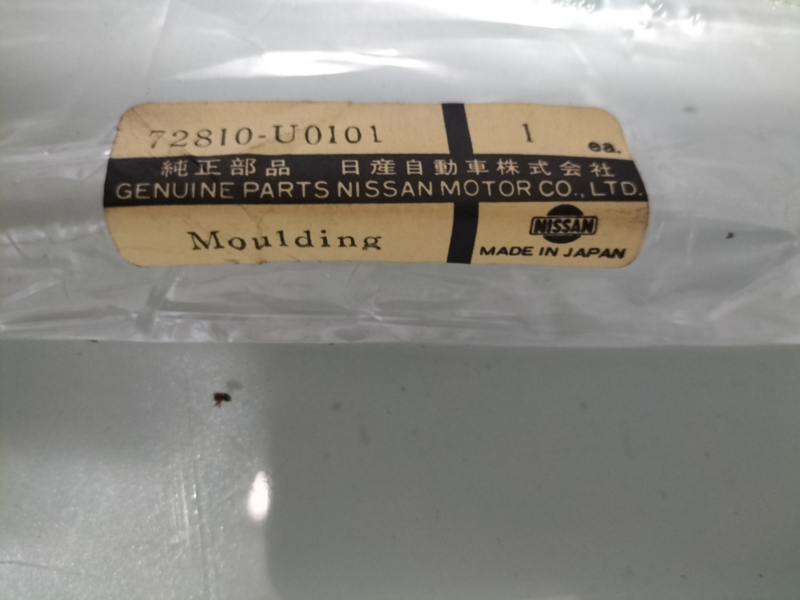 72810-U0101 1 ea.
純正部品 日産自動車株式会社
GENUINE PARTS NISSAN MOTOR CO., LTD.
Moulding
NISSAN
MADE IN JAPAN